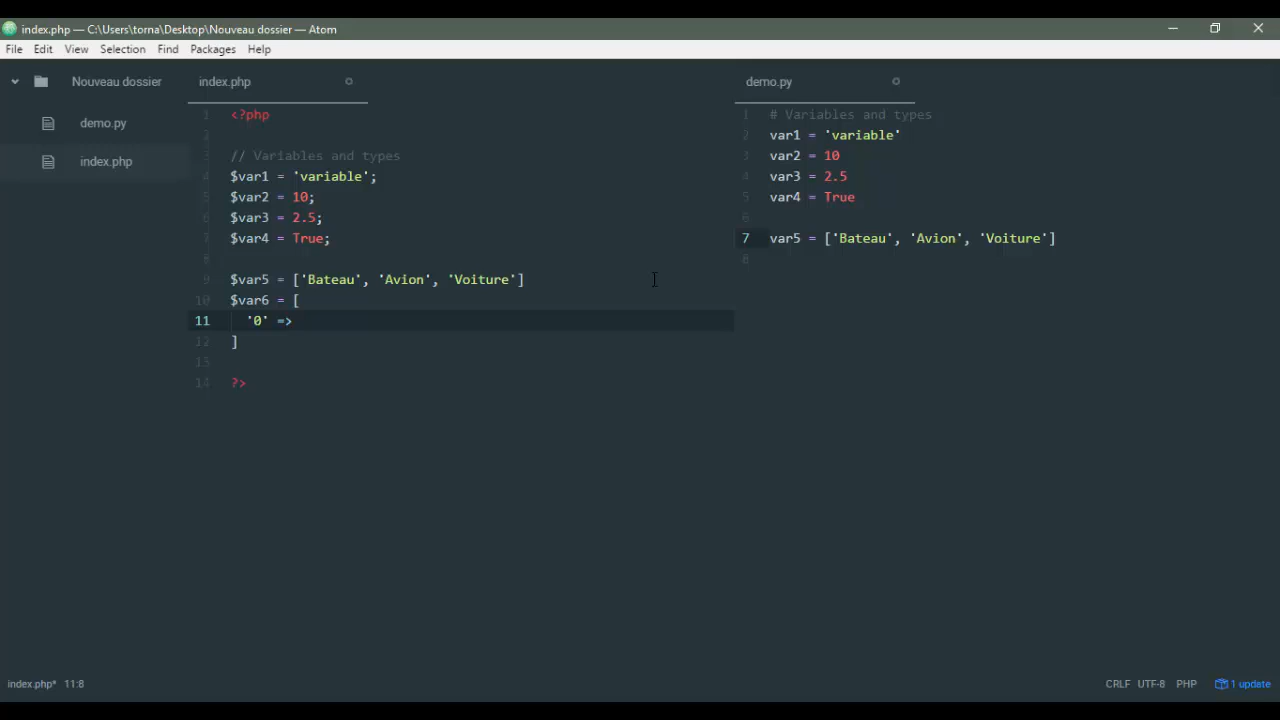 index.php — C:\Users\torna\Desktop\Nouveau dossier — Atom
File Edit View Selection Find Packages Help
Nouveau dossier
demo.py
index.php
index.php
1 <?php
2
3 // Variables and types
4 $var1 = 'variable';
5 $var2 = 10;
6 $var3 = 2.5;
7 $var4 = True;
8
9 $var5 = ['Bateau', 'Avion', 'Voiture']
10 $var6 = [
11 '0' =>
12 ]
13
14 ?>
demo.py
1 # Variables and types
2 var1 = 'variable'
3 var2 = 10
4 var3 = 2.5
5 var4 = True
6
7 var5 = ['Bateau', 'Avion', 'Voiture']
8
index.php* 11:8
CRLF UTF-8 PHP 1 update